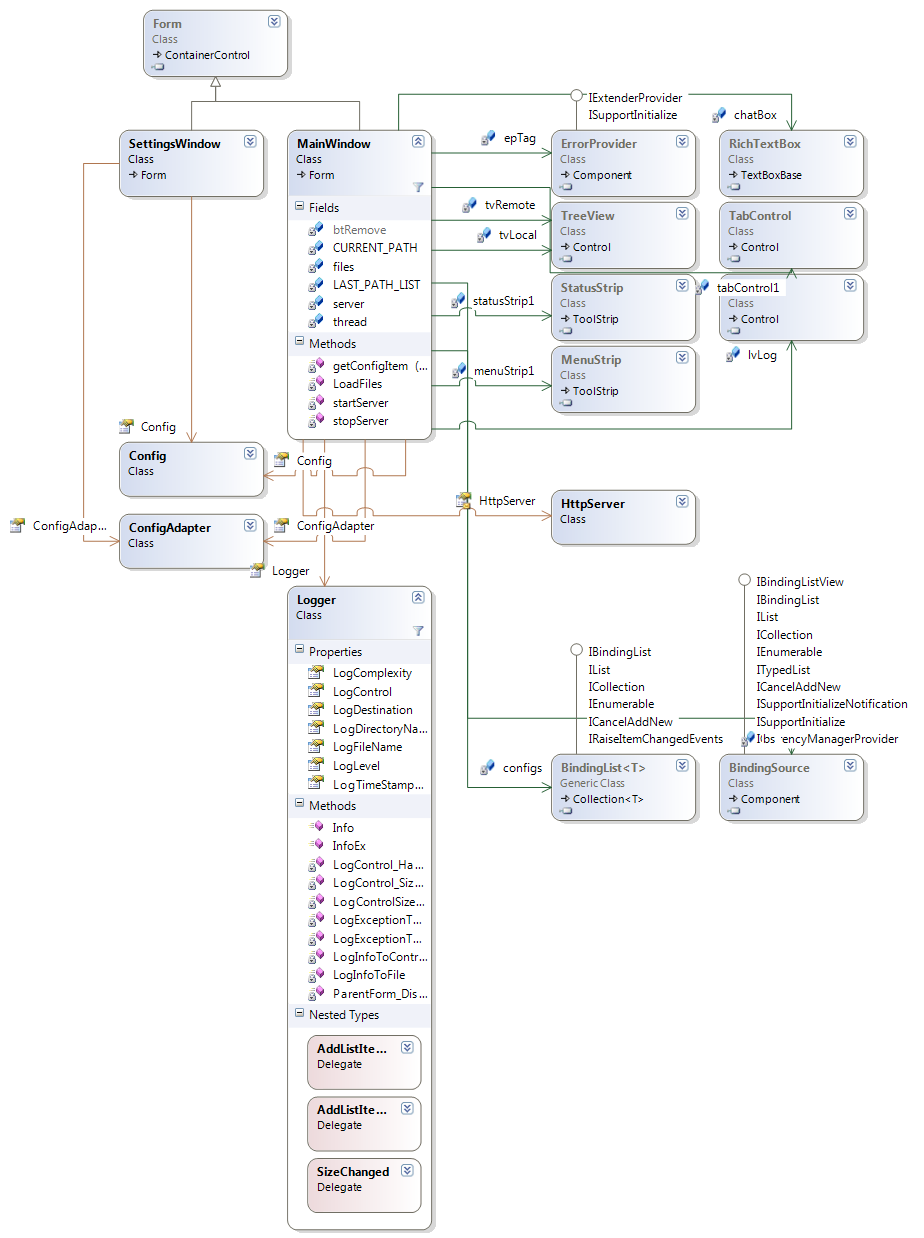 Form
Class
ContainerControl
IExtenderProvider
ISupportInitialize
chatBox
SettingsWindow
Class
Form
MainWindow
Class
Form
epTag
ErrorProvider
Class
Component
RichTextBox
Class
TextBoxBase
Fields
btRemove
CURRENT_PATH
files
LAST_PATH_LIST
server
thread
tvRemote
tvLocal
TreeView
Class
Control
TabControl
Class
Control
statusStrip1
StatusStrip
Class
ToolStrip
tabControl1
Class
Control
Methods
getConfigItem (...
LoadFiles
startServer
stopServer
menuStrip1
MenuStrip
Class
ToolStrip
lvLog
Config
Config
Class
Config
HttpServer
HttpServer
Class
ConfigAdap...
ConfigAdapter
Class
ConfigAdapter
Logger
Logger
Class
Properties
LogComplexity
LogControl
LogDestination
LogDirectoryNa...
LogFileName
LogLevel
LogTimeStamp...
Methods
Info
InfoEx
LogControl_Ha...
LogControl_Siz...
LogControlSize...
LogExceptionT...
LogExceptionT...
LogInfoToContr...
LogInfoToFile
ParentForm_Dis...
Nested Types
AddListIte...
Delegate
AddListIte...
Delegate
SizeChanged
Delegate
IBindingList
IList
ICollection
IEnumerable
ICancelAddNew
IRaiseItemChangedEvents
configs
BindingList<T>
Generic Class
Collection<T>
IBindingListView
IBindingList
IList
ICollection
IEnumerable
ITypedList
ICancelAddNew
ISupportInitializeNotification
ISupportInitialize
encyManagerProvider
BindingSource
Class
Component